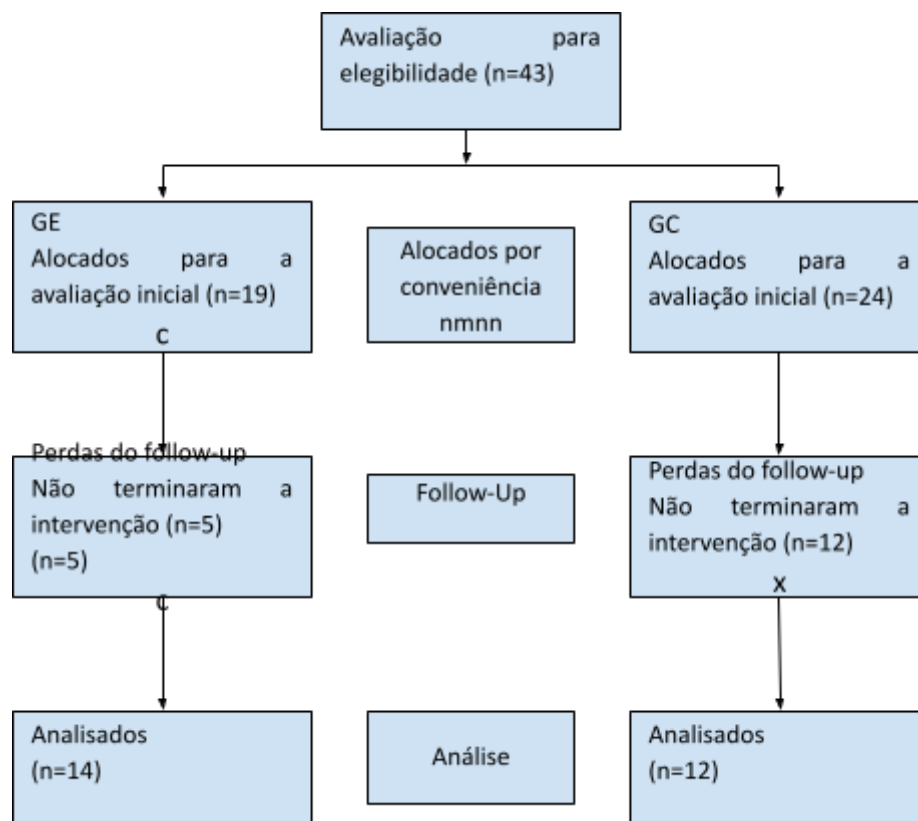 Avaliação para
elegibilidade (n=43)
GE
Alocados para a
avaliação inicial (n=19)
C
Alocados por
conveniência
nmnn
GC
Alocados para a
avaliação inicial (n=24)
Perdas do follow-up
Não terminaram a
intervenção (n=5)
(n=5)
C
Follow-Up
Perdas do follow-up
Não terminaram a
intervenção (n=12)
X
Analisados
(n=14)
Análise
Analisados
(n=12)